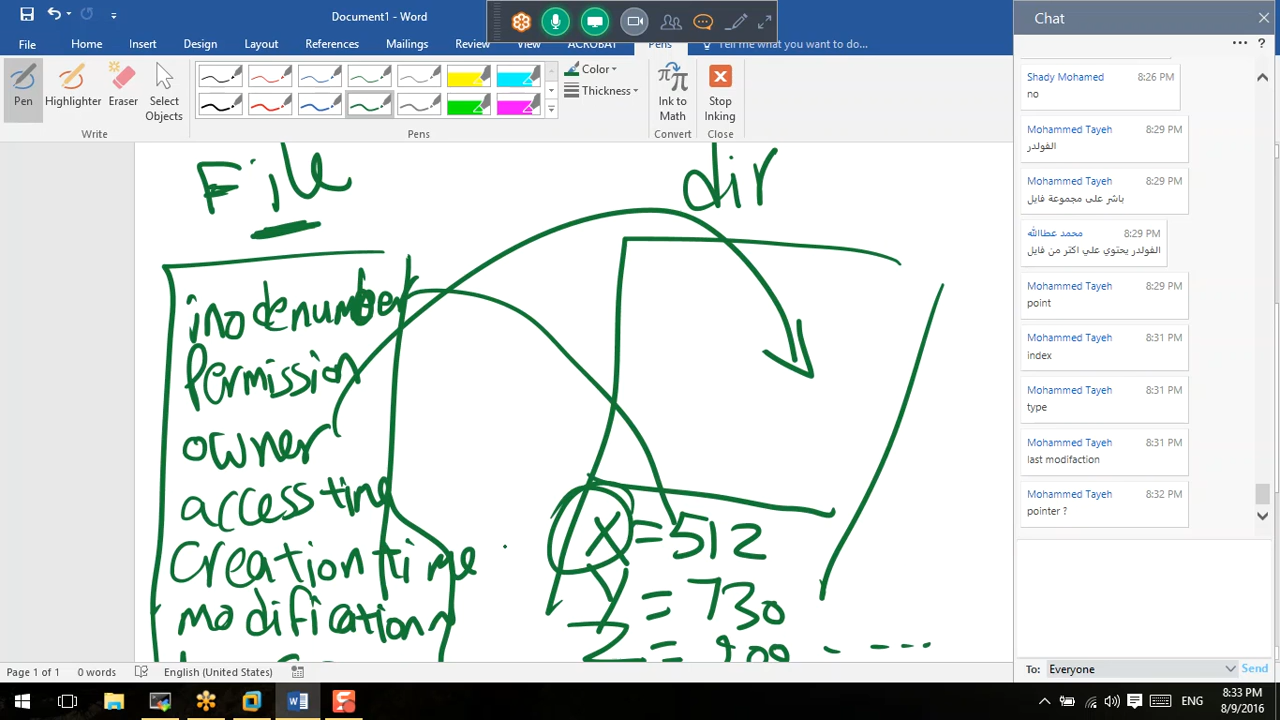 Document1 - Word
File
Home
Insert
Design
Layout
References
Mailings
Review
View
ACROBAT
Pens
Tell me what you want to do...
Pen
Highlighter
Eraser
Select
Objects
Write
Pens
Color
Thickness
Ink to
Math
Convert
Stop
Inking
Close
File
dir
inodenumber
Permission
owner
access time
Creation time
modification
X = 512
Y = 730
Z =
Chat
Shady Mohamed 8:26 PM
no
Mohammed Tayeh 8:29 PM
الفولدر
Mohammed Tayeh 8:29 PM
باشر على مجموعة فايل
محمد عطاالله 8:29 PM
الفولدر يحتوي علي اكثر من فايل
Mohammed Tayeh 8:29 PM
point
Mohammed Tayeh 8:31 PM
index
Mohammed Tayeh 8:31 PM
type
Mohammed Tayeh 8:31 PM
last modifaction
Mohammed Tayeh 8:32 PM
pointer ?
To: Everyone Send
Page 1 of 1 0 words English (United States)
ENG
8:33 PM
8/9/2016